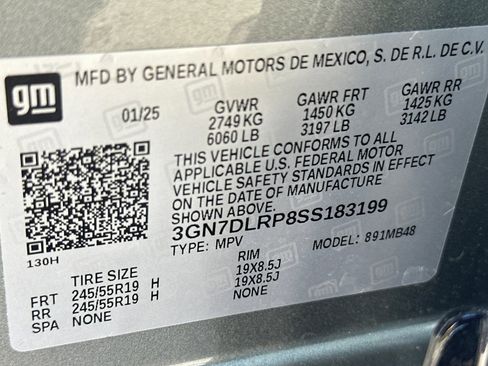 gm
MFD BY GENERAL MOTORS DE MEXICO, S. DE R.L. DE C.V.
01/25 GVWR GAWR FRT GAWR RR
2749 KG 1450 KG 1425 KG
6060 LB 3197 LB 3142 LB
THIS VEHICLE CONFORMS TO ALL
APPLICABLE U.S. FEDERAL MOTOR
VEHICLE SAFETY STANDARDS IN EFFECT
ON THE DATE OF MANUFACTURE
3GN7DLRP8SS183199
130H TYPE: MPV MODEL: 891MB48
TIRE SIZE RIM
FRT 245/55R19 H 19X8.5J
RR 245/55R19 H 19X8.5J
SPA NONE NONE